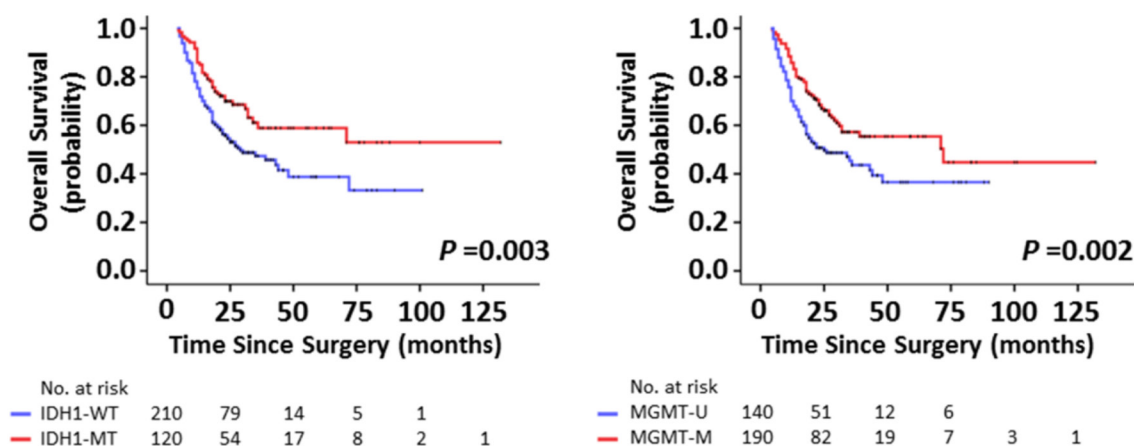 Overall Survival
(probability)
1.0
0.8
0.6
0.4
0.2
0.0
P =0.003
0 25 50 75 100 125
Time Since Surgery (months)
No. at risk
IDH1-WT 210 79 14 5 1
IDH1-MT 120 54 17 8 2 1
Overall Survival
(probability)
1.0
0.8
0.6
0.4
0.2
0.0
P =0.002
0 25 50 75 100 125
Time Since Surgery (months)
No. at risk
MGMT-U 140 51 12 6
MGMT-M 190 82 19 7 3 1